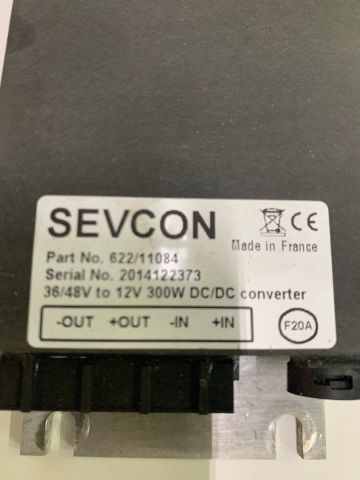 SEVCON
CE
Made in France
Part No. 622/11084
Serial No. 2014122373
36/48V to 12V 300W DC/DC converter
-OUT +OUT -IN +IN
F20A